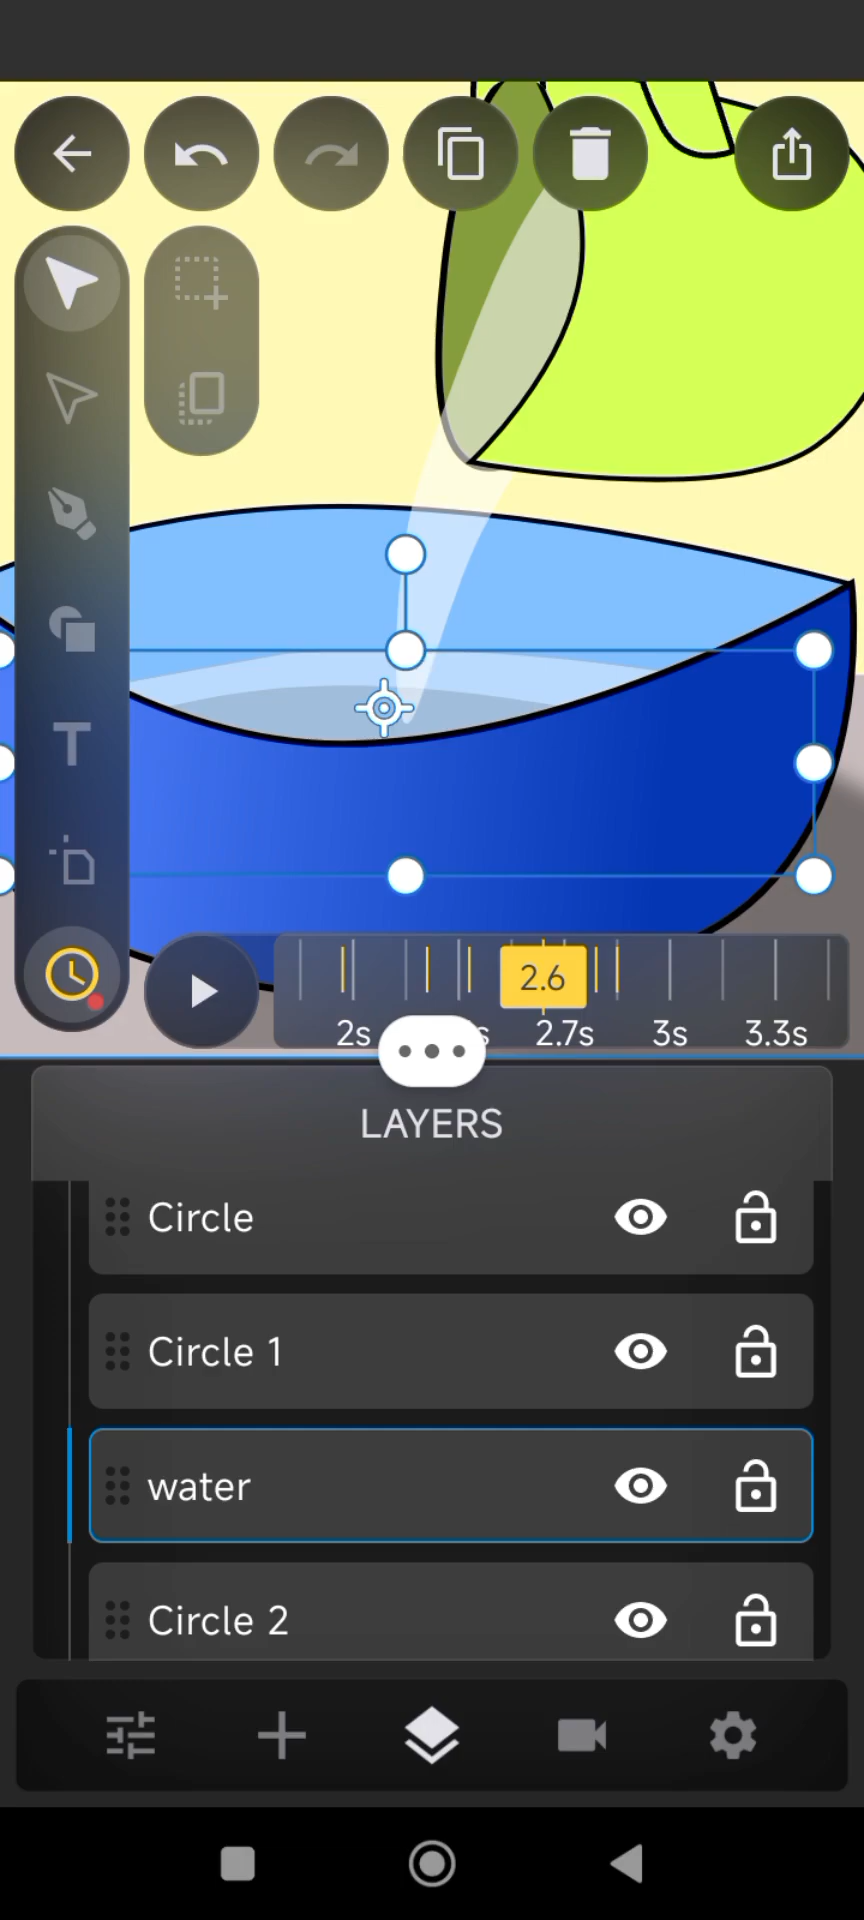 T
2.6
2s
s
2.7s
3s
3.3s
LAYERS
Circle
Circle 1
water
Circle 2